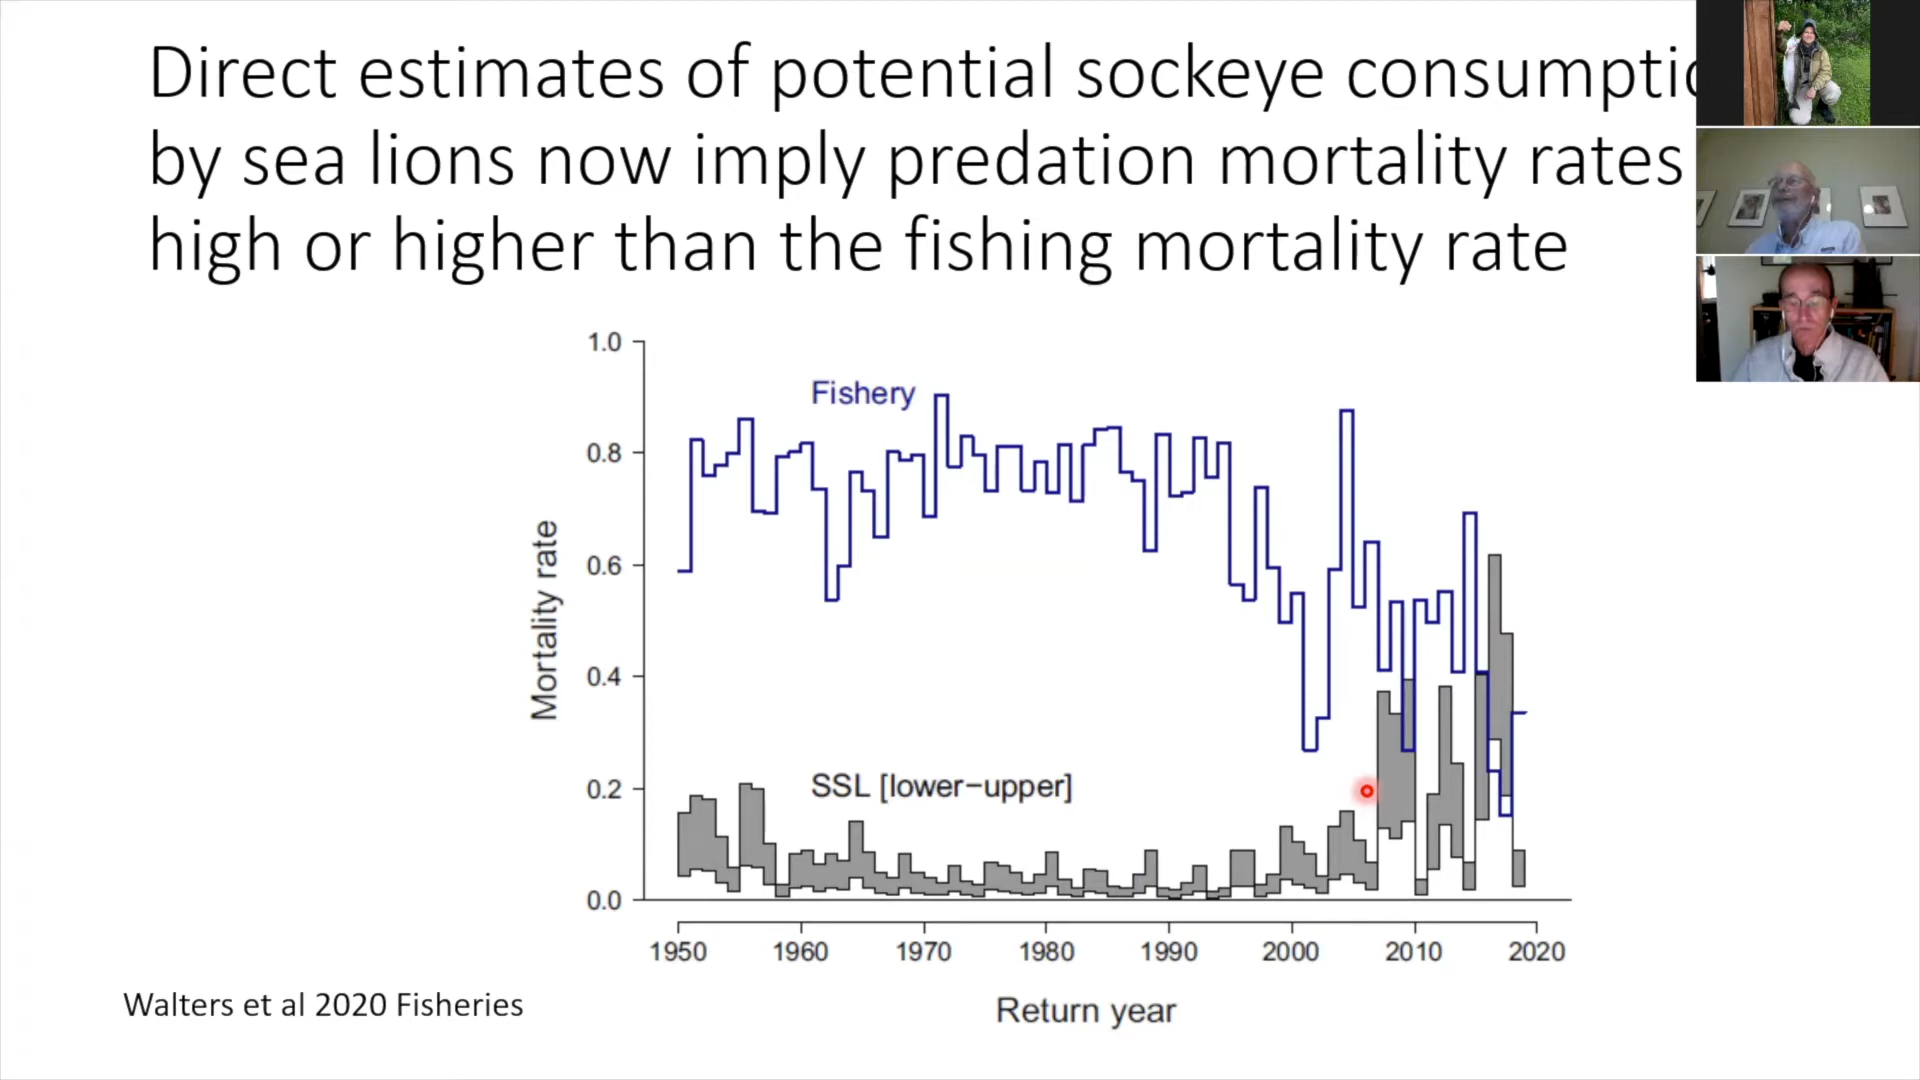 Direct estimates of potential sockeye
by sea lions now imply predation mortality rates
high or higher than the fishing mortality rate
1.0
Fishery
0.8
0.6
Mortality rate
0.4
SSL [lower–upper]
0.2
0.0
1950 1960 1970 1980 1990 2000 2010 2020
Walters et al 2020 Fisheries
Return year